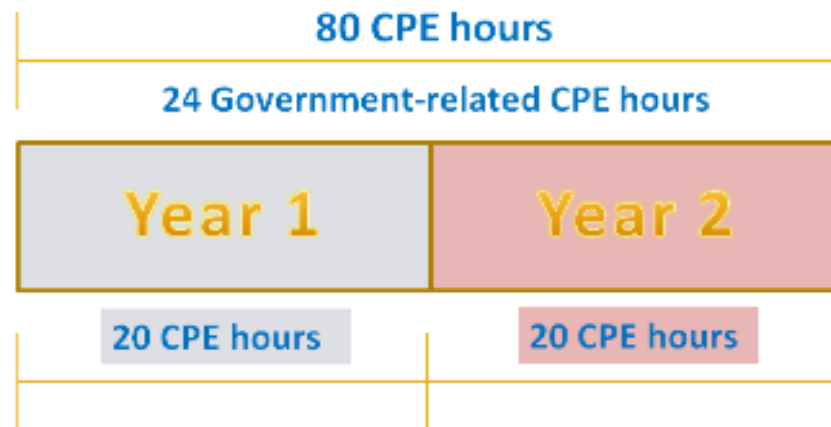 80 CPE hours
24 Government-related CPE hours
Year 1
Year 2
20 CPE hours
20 CPE hours